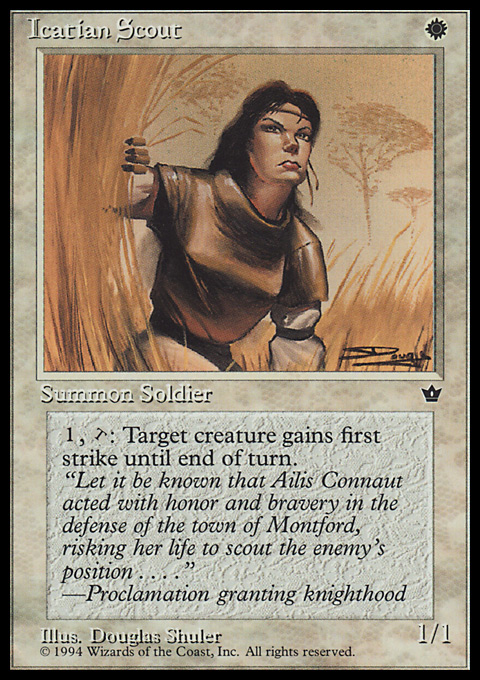 Icatian Scout
Douglas
Summon Soldier
1, T: Target creature gains first
strike until end of turn.
“Let it be known that Ailis Connaut
acted with honor and bravery in the
defense of the town of Montford,
risking her life to scout the enemy’s
position . . . .”
—Proclamation granting knighthood
Illus. Douglas Shuler
1/1
© 1994 Wizards of the Coast, Inc. All rights reserved.